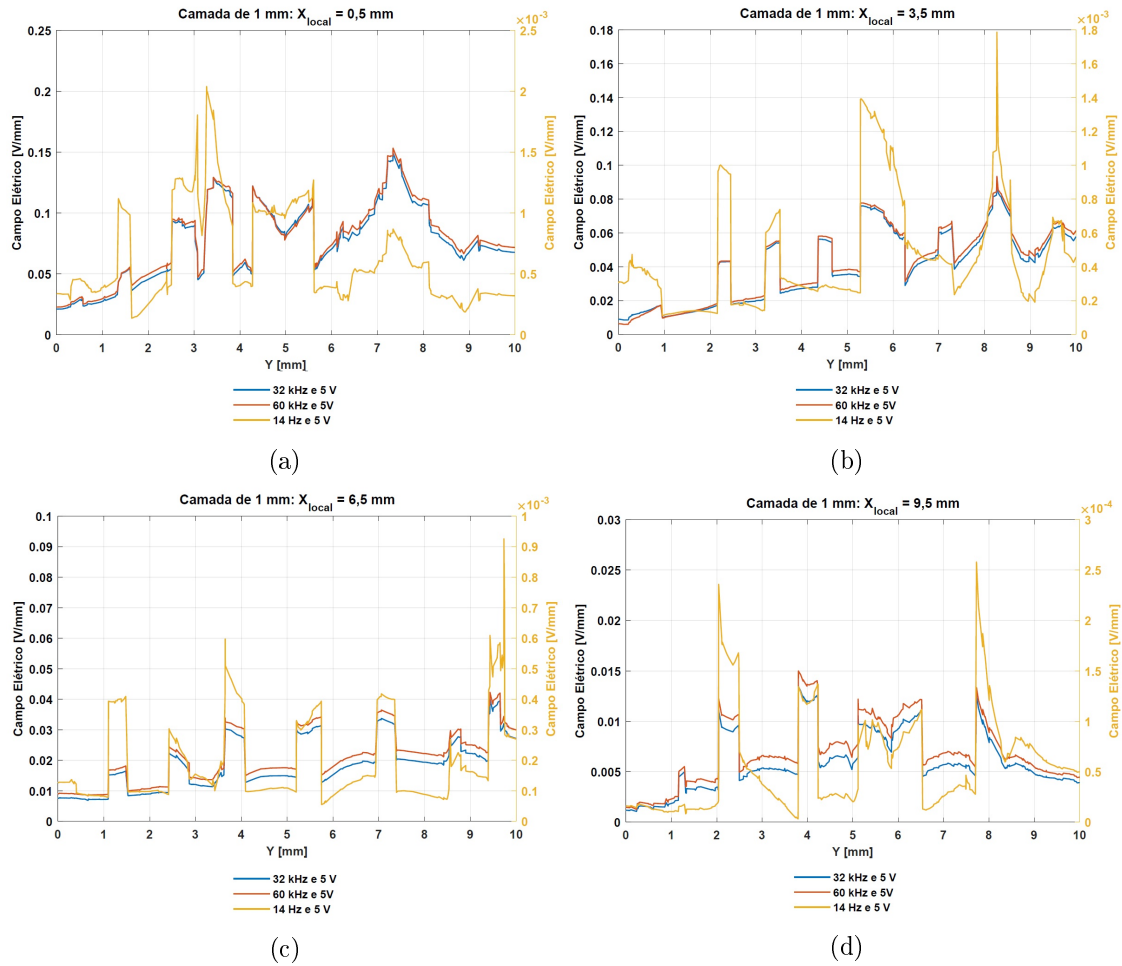 Camada de 1 mm: Xlocal = 0,5 mm
×10-3
0.25
0.2
0.15
0.1
0.05
0
2.5
2
1.5
1
0.5
0
Campo Elétrico [V/mm]
Campo Elétrico [V/mm]
0 1 2 3 4 5 6 7 8 9 10
Y [mm]
32 kHz e 5 V
60 kHz e 5V
14 Hz e 5 V
(a)
Camada de 1 mm: Xlocal = 3,5 mm
×10-3
0.18
0.16
0.14
0.12
0.1
0.08
0.06
0.04
0.02
0
1.8
1.6
1.4
1.2
1
0.8
0.6
0.4
0.2
0
Campo Elétrico [V/mm]
Campo Elétrico [V/mm]
0 1 2 3 4 5 6 7 8 9 10
Y [mm]
32 kHz e 5 V
60 kHz e 5V
14 Hz e 5 V
(b)
Camada de 1 mm: Xlocal = 6,5 mm
×10-3
0.1
0.09
0.08
0.07
0.06
0.05
0.04
0.03
0.02
0.01
0
1
0.9
0.8
0.7
0.6
0.5
0.4
0.3
0.2
0.1
0
Campo Elétrico [V/mm]
Campo Elétrico [V/mm]
0 1 2 3 4 5 6 7 8 9 10
Y [mm]
32 kHz e 5 V
60 kHz e 5V
14 Hz e 5 V
(c)
Camada de 1 mm: Xlocal = 9,5 mm
×10-4
0.03
0.025
0.02
0.015
0.01
0.005
0
3
2.5
2
1.5
1
0.5
0
Campo Elétrico [V/mm]
Campo Elétrico [V/mm]
0 1 2 3 4 5 6 7 8 9 10
Y [mm]
32 kHz e 5 V
60 kHz e 5V
14 Hz e 5 V
(d)